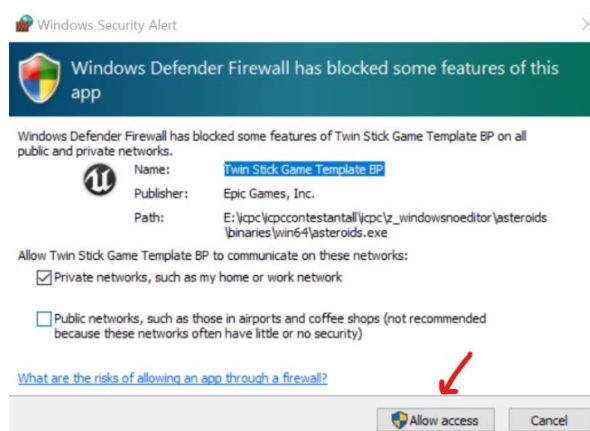 Windows Security Alert
Windows Defender Firewall has blocked some features of this
app
Windows Defender Firewall has blocked some features of Twin Stick Game Template BP on all
public and private networks.
Name: Twin Stick Game Template BP
Publisher: Epic Games, Inc.
Path: E:\icpc\icpccontestantall\icpc\z_windowsnoeditor\asteroids
\binaries\win64\asteroids.exe
Allow Twin Stick Game Template BP to communicate on these networks:
Private networks, such as my home or work network
Public networks, such as those in airports and coffee shops (not recommended
because these networks often have little or no security)
What are the risks of allowing an app through a firewall?
Allow access Cancel